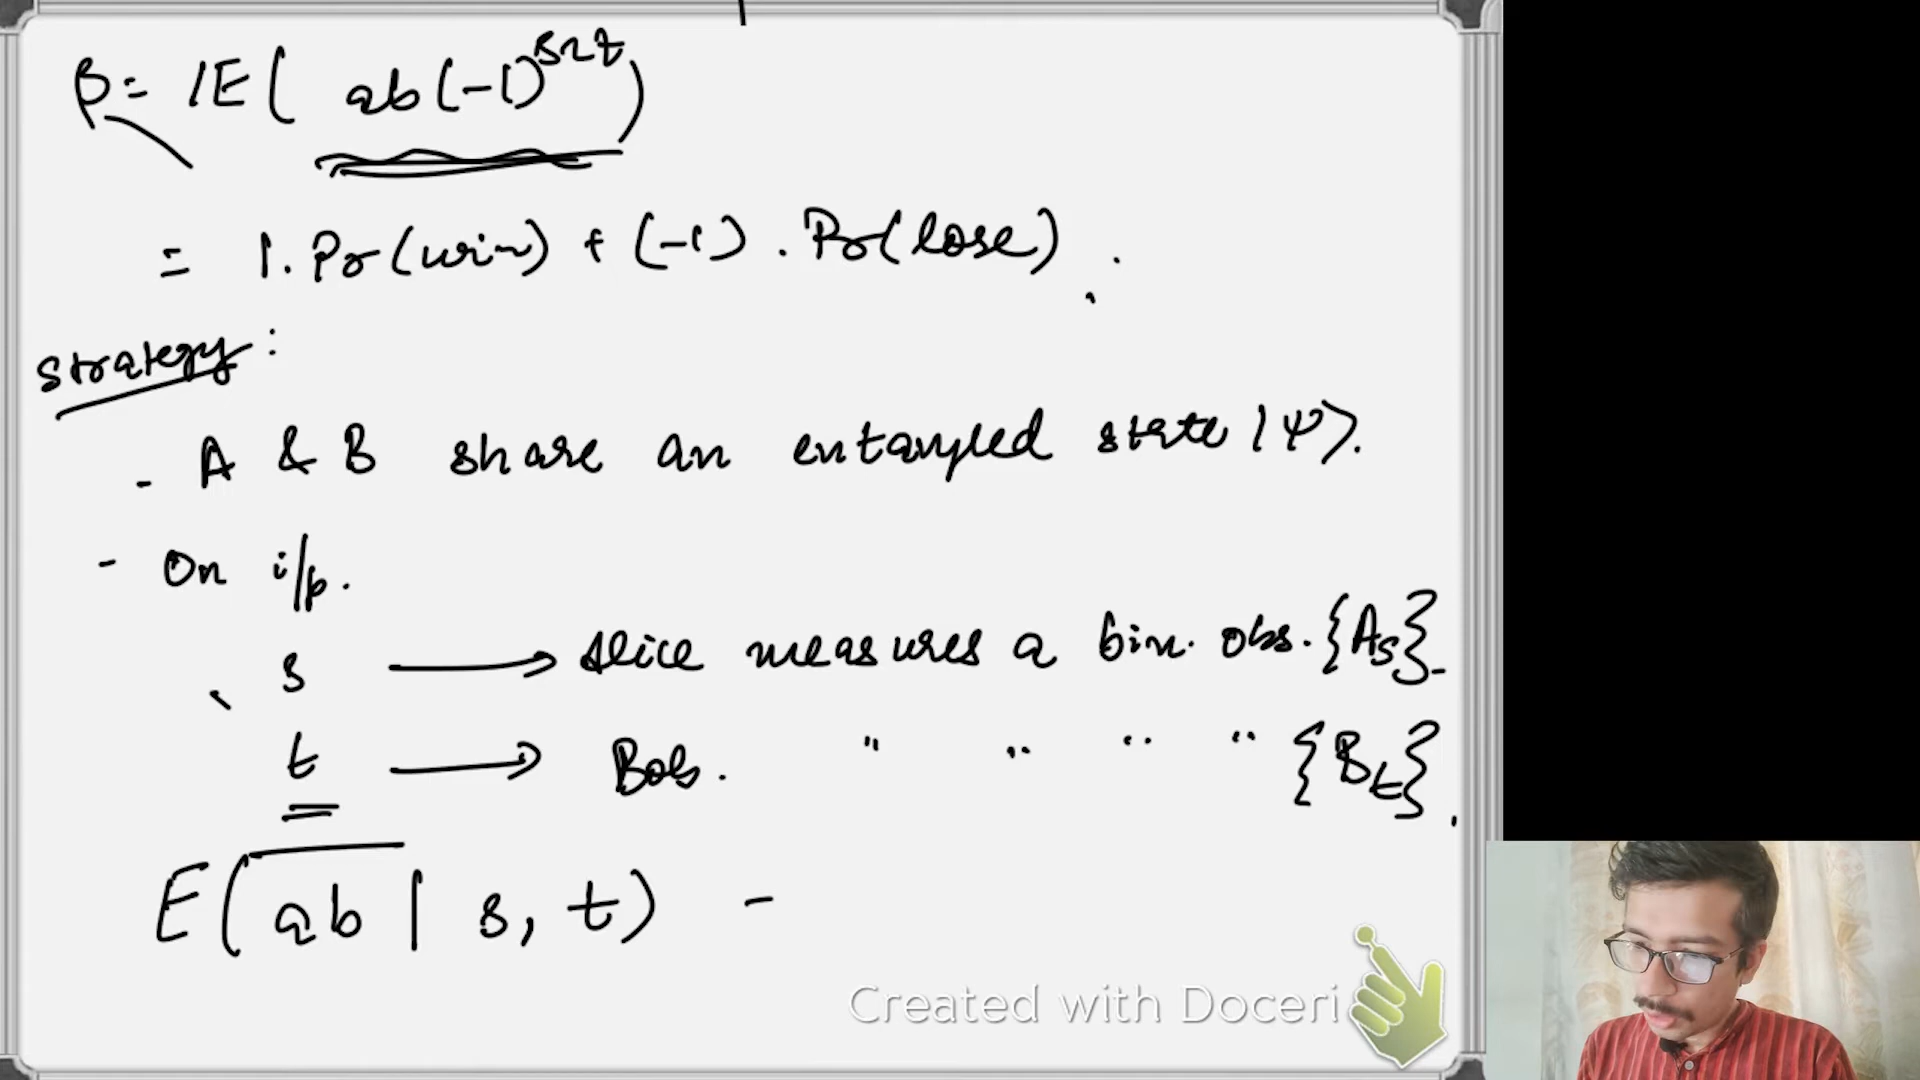 β = IE( ab(-1)^{s∧t} )
= 1. Pr(win) + (-1) . Pr(lose) .
strategy :
- A & B share an entangled state |ψ⟩.
- On i/p.
s ⟶ Alice measures a bin. obs. {A_s}
t ⟶ Bob. " " " " {B_t} .
E( ab | s, t) -
Created with Doceri